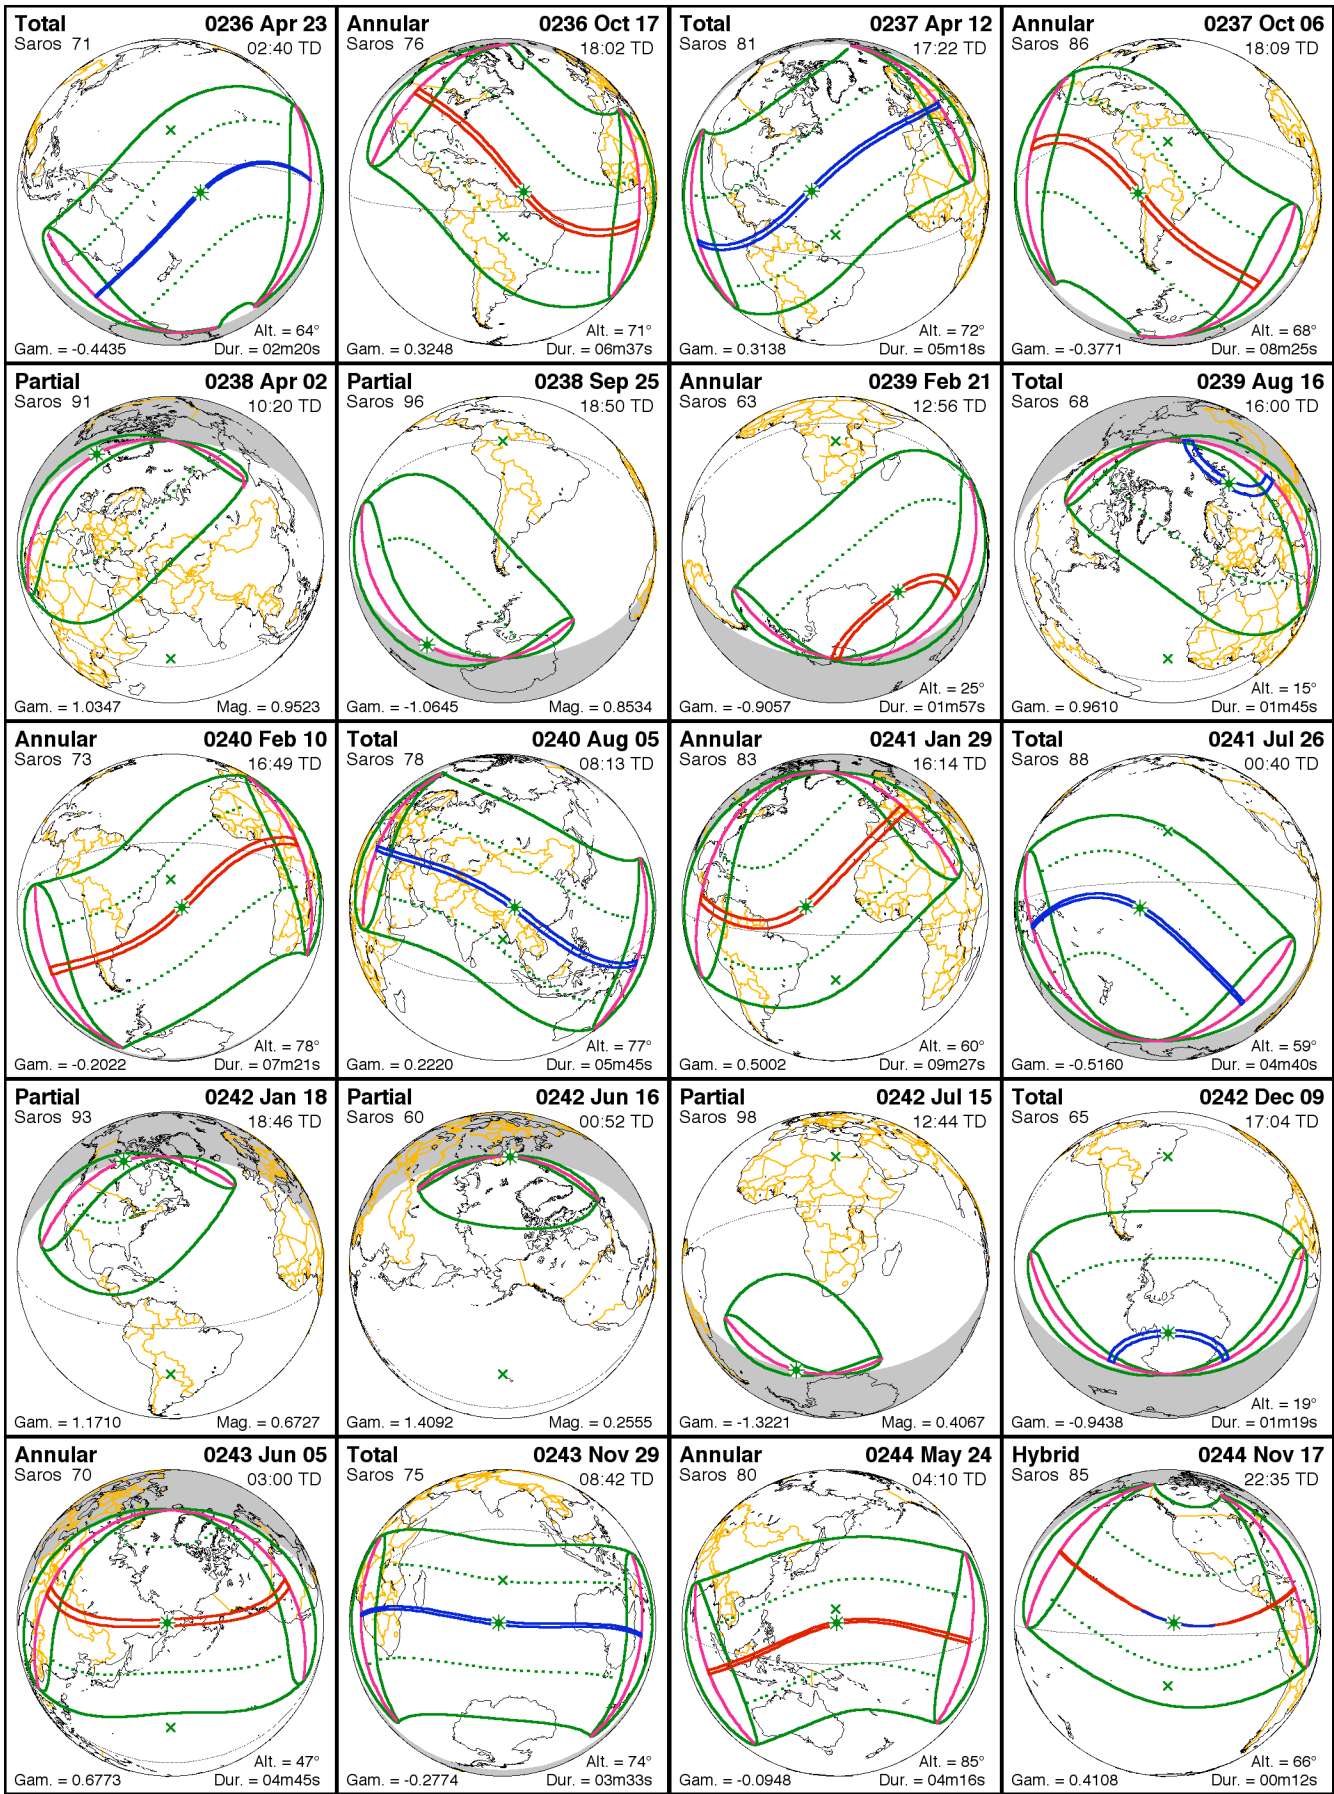 Total 0236 Apr 23
Saros 71 02:40 TD
Alt. = 64°
Gam. = -0.4435 Dur. = 02m20s
Annular 0236 Oct 17
Saros 76 18:02 TD
Alt. = 71°
Gam. = 0.3248 Dur. = 06m37s
Total 0237 Apr 12
Saros 81 17:22 TD
Alt. = 72°
Gam. = 0.3138 Dur. = 05m18s
Annular 0237 Oct 06
Saros 86 18:09 TD
Alt. = 68°
Gam. = -0.3771 Dur. = 08m25s
Partial 0238 Apr 02
Saros 91 10:20 TD
Gam. = 1.0347 Mag. = 0.9523
Partial 0238 Sep 25
Saros 96 18:50 TD
Gam. = -1.0645 Mag. = 0.8534
Annular 0239 Feb 21
Saros 63 12:56 TD
Alt. = 25°
Gam. = -0.9057 Dur. = 01m57s
Total 0239 Aug 16
Saros 68 16:00 TD
Alt. = 15°
Gam. = 0.9610 Dur. = 01m45s
Annular 0240 Feb 10
Saros 73 16:49 TD
Alt. = 78°
Gam. = -0.2022 Dur. = 07m21s
Total 0240 Aug 05
Saros 78 08:13 TD
Alt. = 77°
Gam. = 0.2220 Dur. = 05m45s
Annular 0241 Jan 29
Saros 83 16:14 TD
Alt. = 60°
Gam. = 0.5002 Dur. = 09m27s
Total 0241 Jul 26
Saros 88 00:40 TD
Alt. = 59°
Gam. = -0.5160 Dur. = 04m40s
Partial 0242 Jan 18
Saros 93 18:46 TD
Gam. = 1.1710 Mag. = 0.6727
Partial 0242 Jun 16
Saros 60 00:52 TD
Gam. = 1.4092 Mag. = 0.2555
Partial 0242 Jul 15
Saros 98 12:44 TD
Gam. = -1.3221 Mag. = 0.4067
Total 0242 Dec 09
Saros 65 17:04 TD
Alt. = 19°
Gam. = -0.9438 Dur. = 01m19s
Annular 0243 Jun 05
Saros 70 03:00 TD
Alt. = 47°
Gam. = 0.6773 Dur. = 04m45s
Total 0243 Nov 29
Saros 75 08:42 TD
Alt. = 74°
Gam. = -0.2774 Dur. = 03m33s
Annular 0244 May 24
Saros 80 04:10 TD
Alt. = 85°
Gam. = -0.0948 Dur. = 04m16s
Hybrid 0244 Nov 17
Saros 85 22:35 TD
Alt. = 66°
Gam. = 0.4108 Dur. = 00m12s